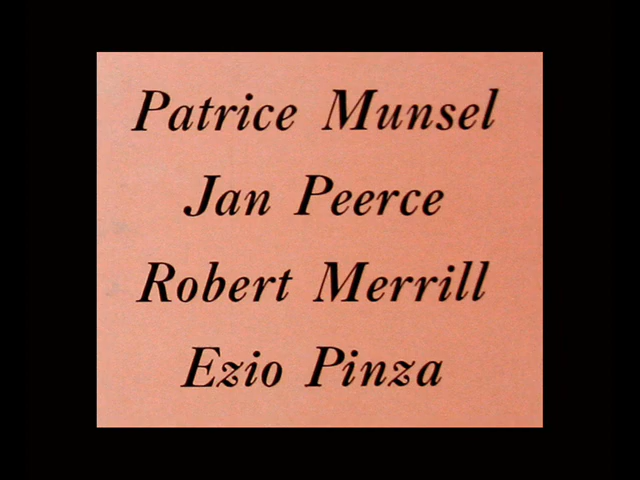 Patrice Munsel
Jan Peerce
Robert Merrill
Ezio Pinza